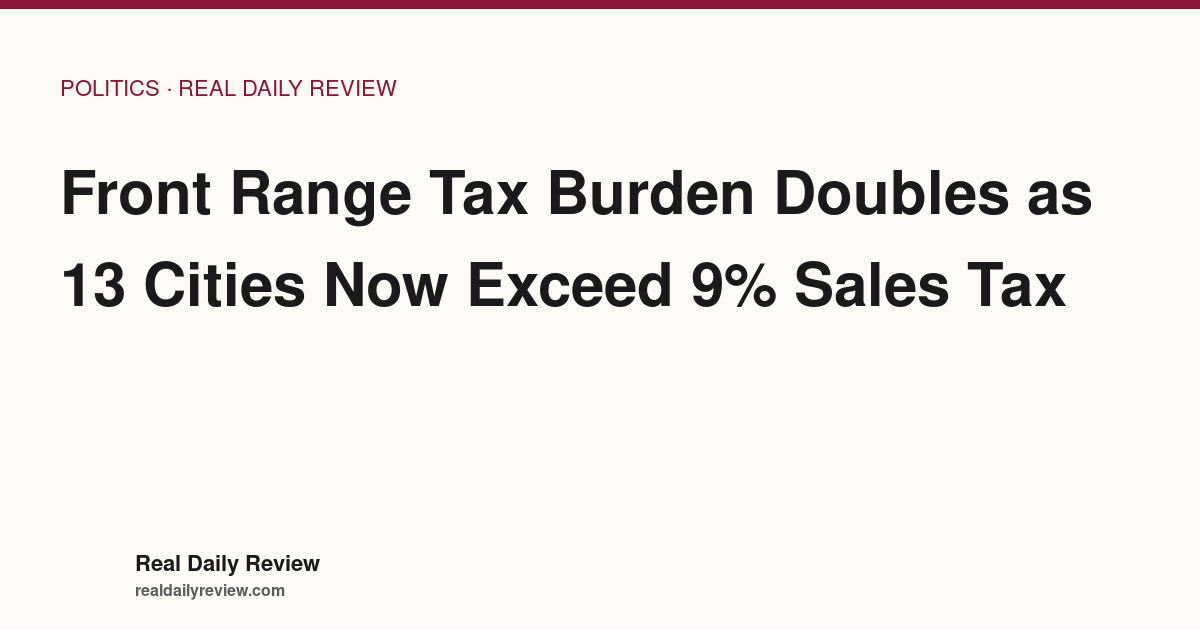 POLITICS · REAL DAILY REVIEW
Front Range Tax Burden Doubles as
13 Cities Now Exceed 9% Sales Tax
Real Daily Review
realdailyreview.com